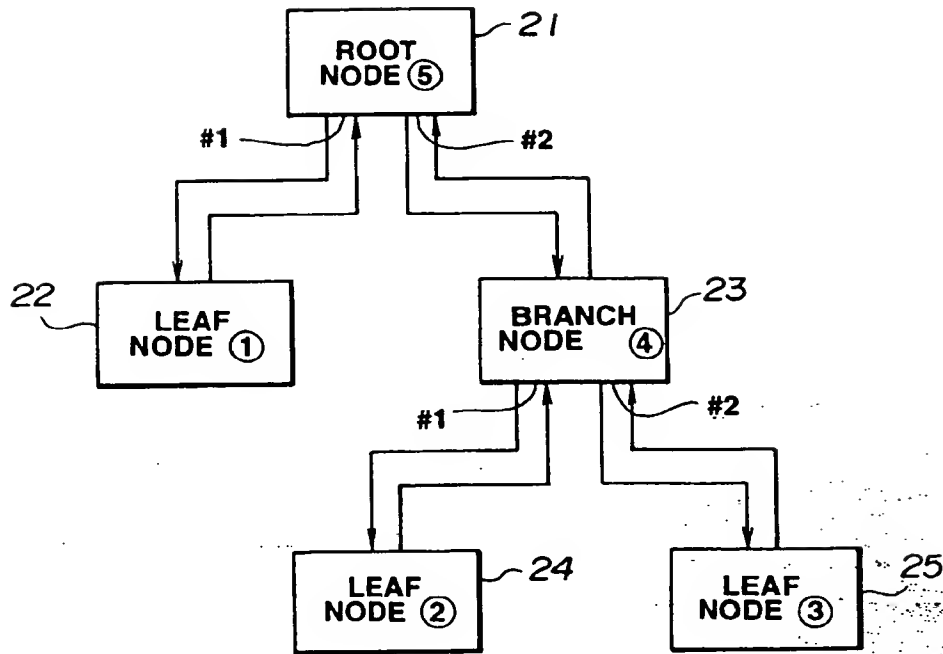 21
ROOT
NODE ⑤
#1
#2
22
LEAF
NODE ①
23
BRANCH
NODE ④
#1
#2
24
LEAF
NODE ②
25
LEAF
NODE ③